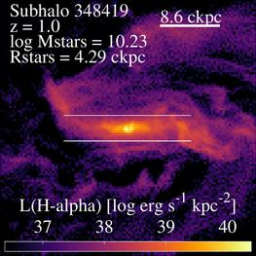 Subhalo 348419
8.6 ckpc
z = 1.0
log Mstars = 10.23
Rstars = 4.29 ckpc
L(H-alpha) [log erg s⁻¹ kpc⁻²]
37 38 39 40